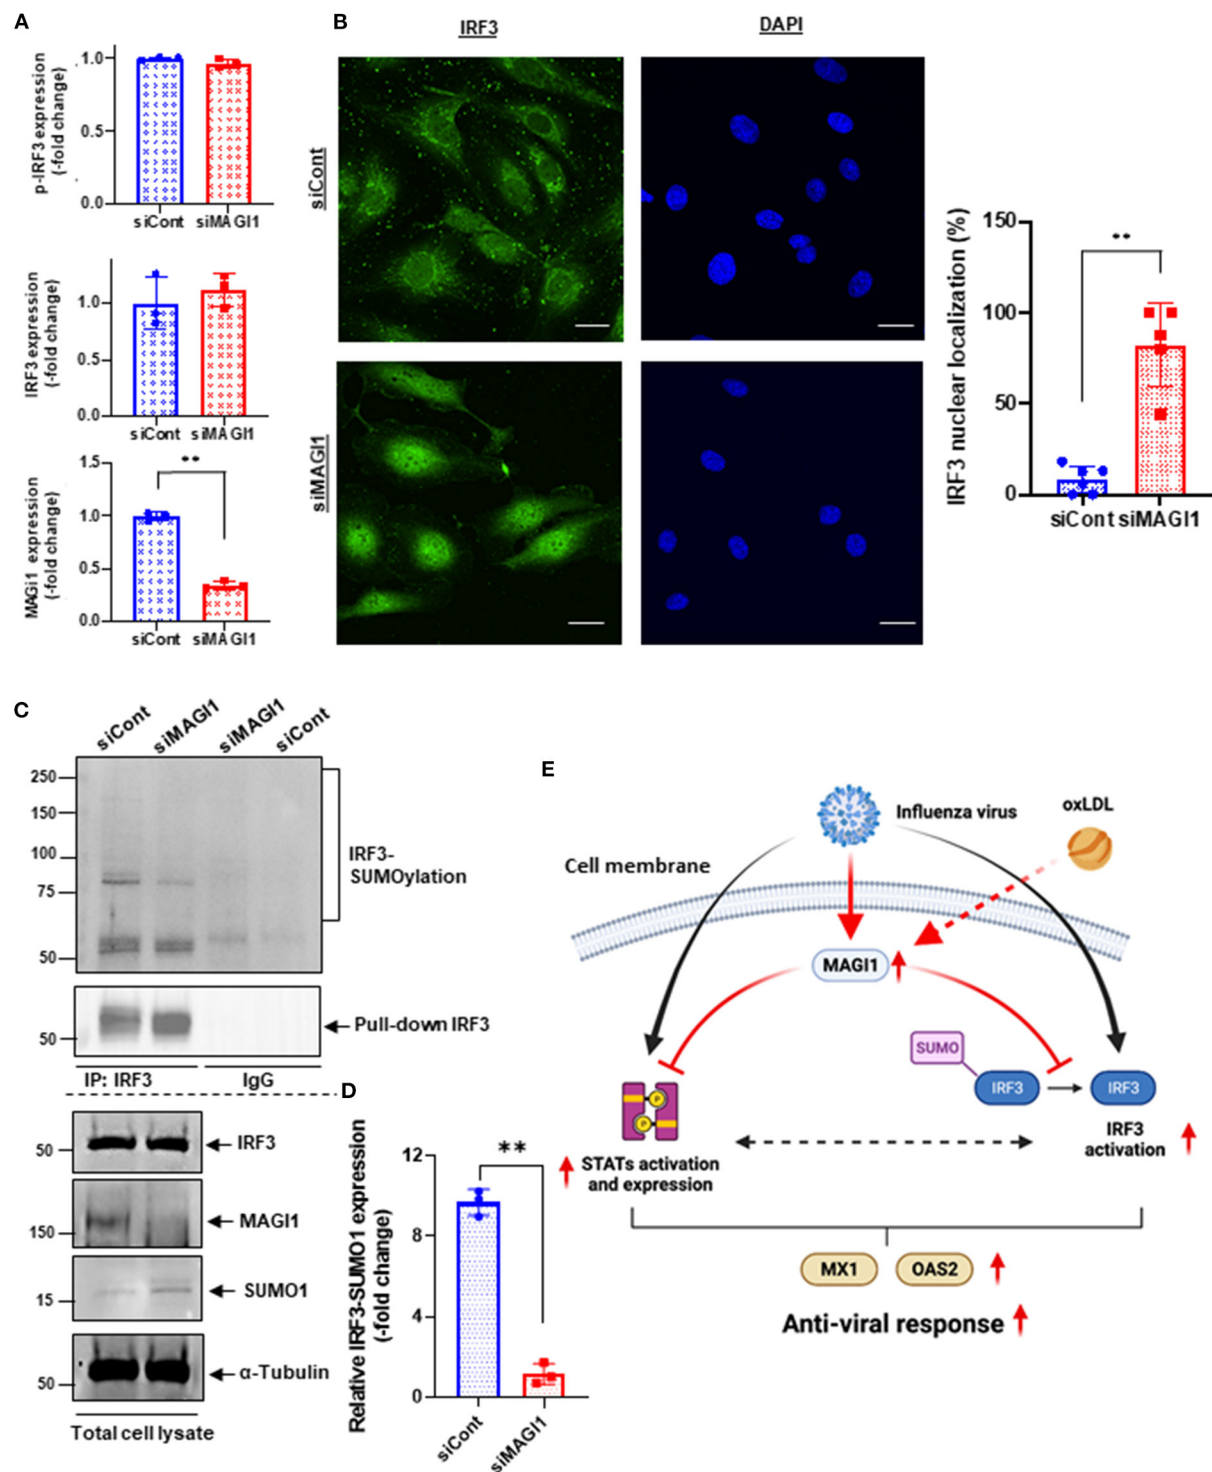 A
p-IRF3 expression
(-fold change)
1.0
0.5
0.0
siCont siMAGI1
IRF3 expression
(-fold change)
1.0
0.5
0.0
siCont siMAGI1
MAGi1 expression
(-fold change)
1.5
1.0
0.5
0.0
**
siCont siMAGI1
B
IRF3
DAPI
siCont
siMAGI1
IRF3 nuclear localization (%)
150
100
50
0
**
siCont siMAGI1
C
siCont
siMAGI1
siMAGI1
siCont
250
150
100
75
50
IRF3-
SUMOylation
50
Pull-down IRF3
IP: IRF3
IgG
50
IRF3
150
MAGI1
15
SUMO1
50
α-Tubulin
Total cell lysate
D
Relative IRF3-SUMO1 expression
(-fold change)
12
8
4
0
**
siCont
siMAGI1
E
Influenza virus
oxLDL
Cell membrane
MAGI1
SUMO
IRF3
IRF3
P
P
IRF3
activation
STATs activation
and expression
MX1
OAS2
Anti-viral response